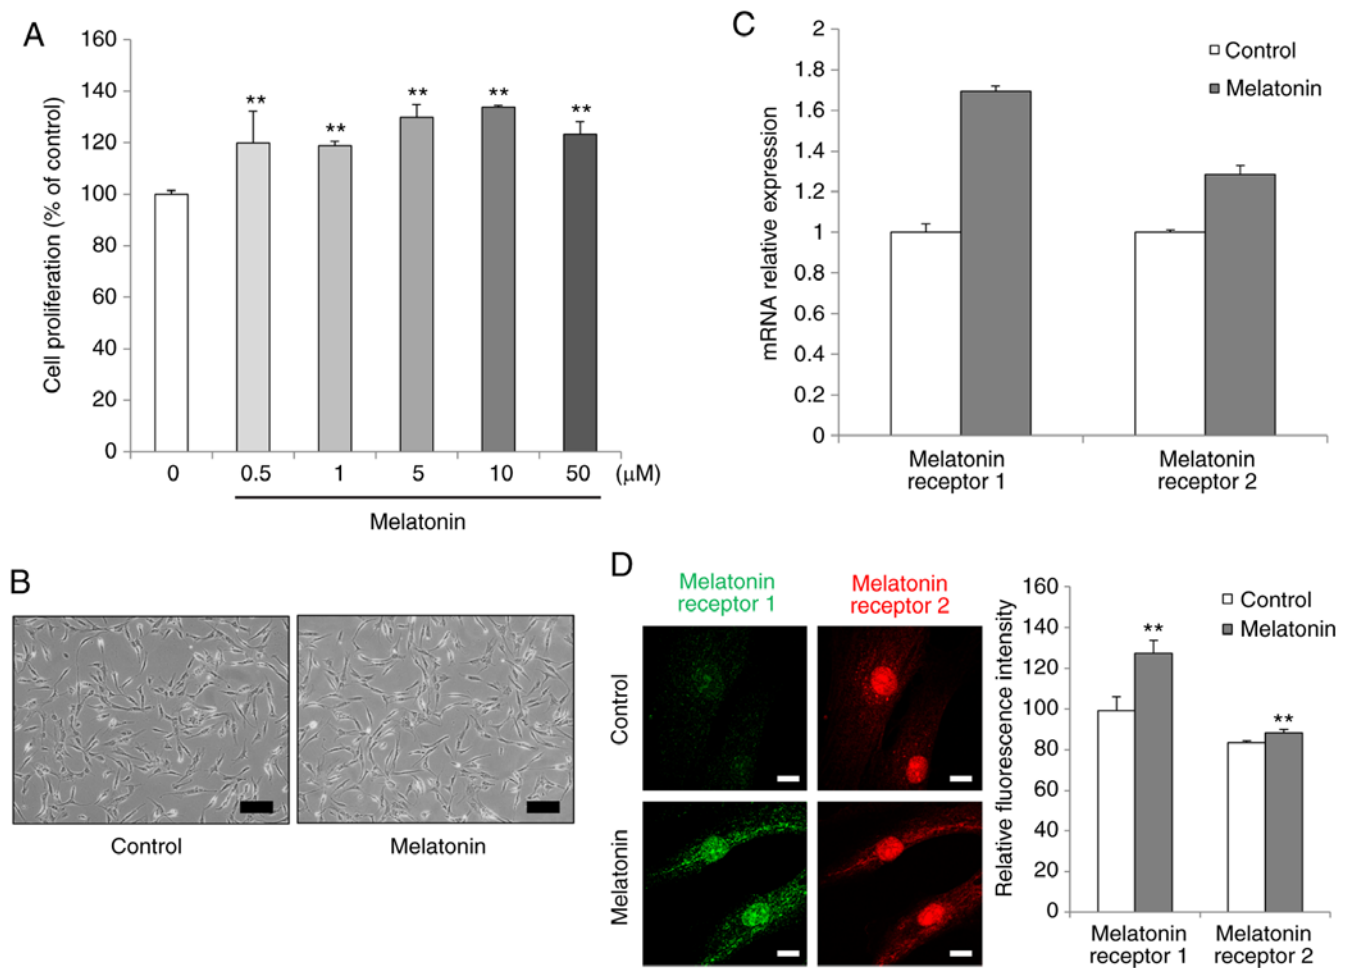 A
160
140
120
100
80
60
40
20
0
Cell proliferation (% of control)
**
**
**
**
**
0 0.5 1 5 10 50 (μM)
Melatonin
B
Control Melatonin
C
2
1.8
1.6
1.4
1.2
1
0.8
0.6
0.4
0.2
0
mRNA relative expression
Control
Melatonin
Melatonin
receptor 1
Melatonin
receptor 2
D
Melatonin
receptor 1
Melatonin
receptor 2
Control
Melatonin
160
140
120
100
80
60
40
20
0
Relative fluorescence intensity
Control
Melatonin
**
**
Melatonin
receptor 1
Melatonin
receptor 2